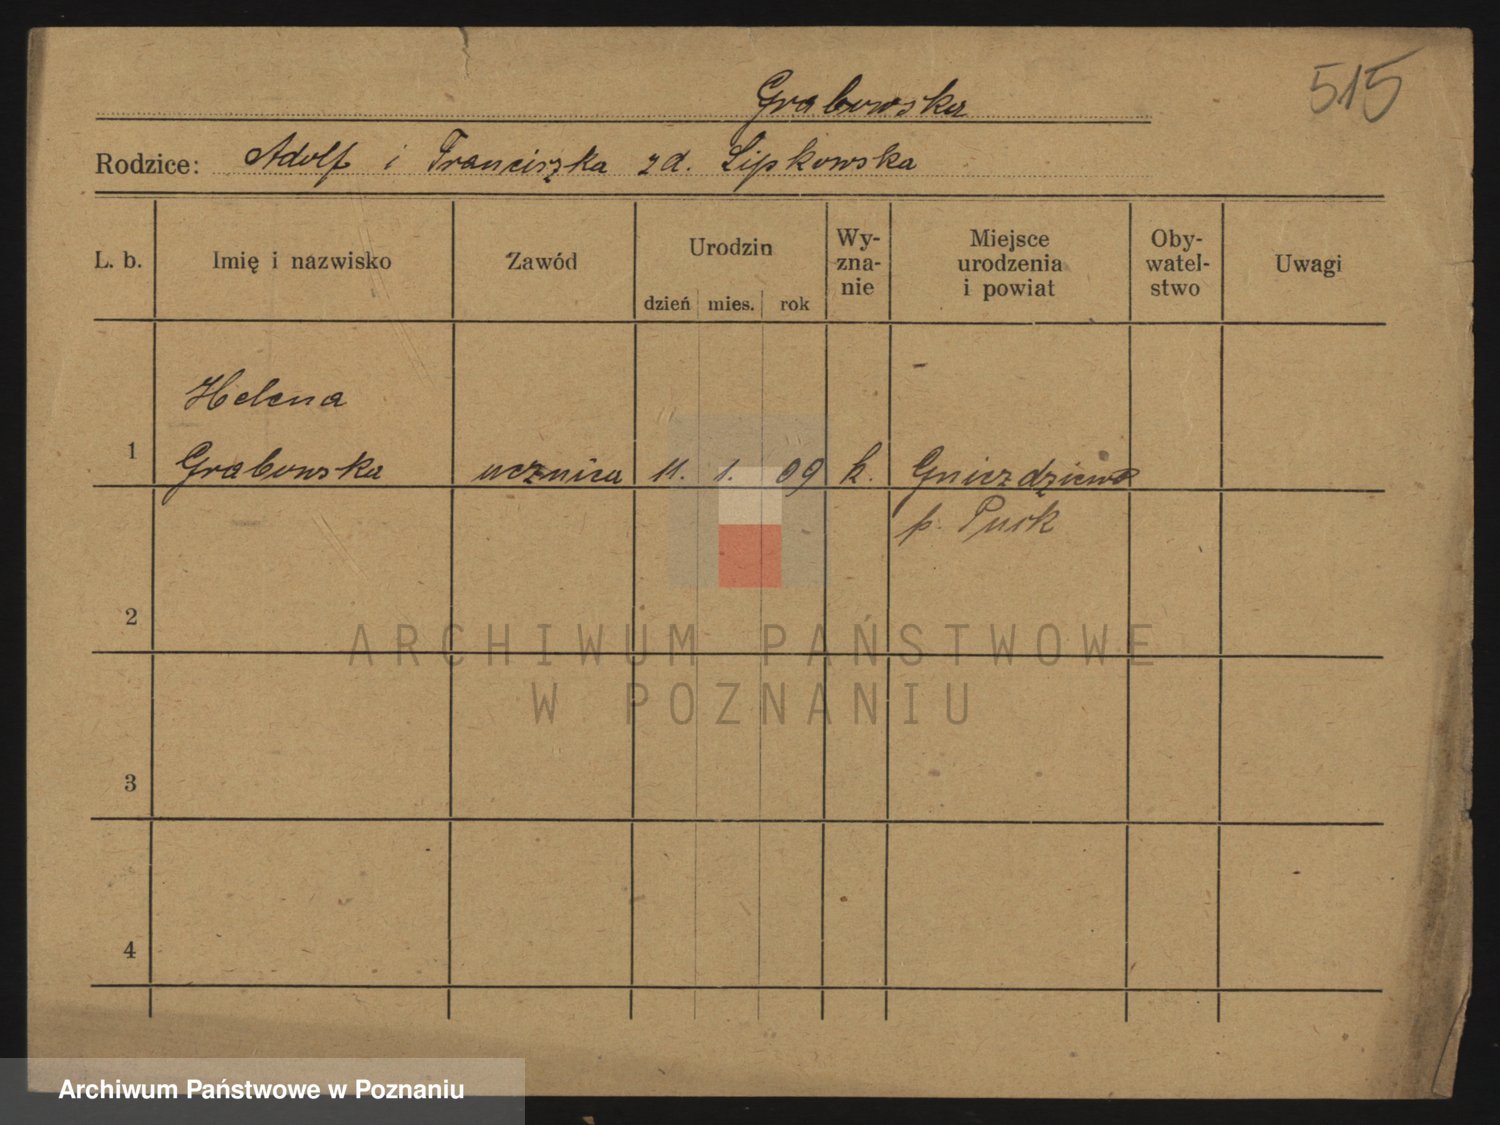 515
Grabowska
Rodzice: Adolf i Franciszka zd. Lipkowska
L. b. Imię i nazwisko Zawód Urodzin dzień mies. rok Wy-zna-nie Miejsce urodzenia i powiat Oby-watel-stwo Uwagi
Helena
1 Grabowska ucznica 11. 1. 09 k. Gnieżdżiewo
p. Puck
2
ARCHIWUM PAŃSTWOWE
W POZNANIU
3
4
Archiwum Państwowe w Poznaniu